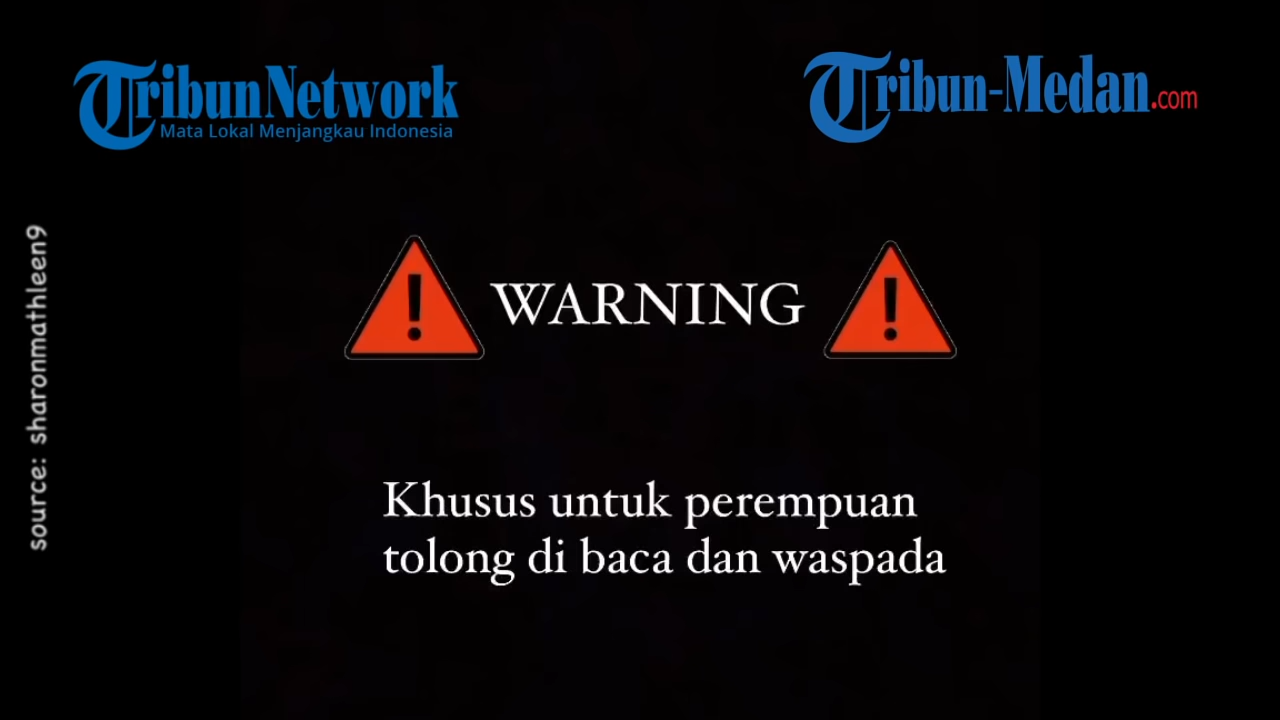 TribunNetwork
Mata Lokal Menjangkau Indonesia
Tribun-Medan.com
source: sharonmathleen9
WARNING
Khusus untuk perempuan
tolong di baca dan waspada